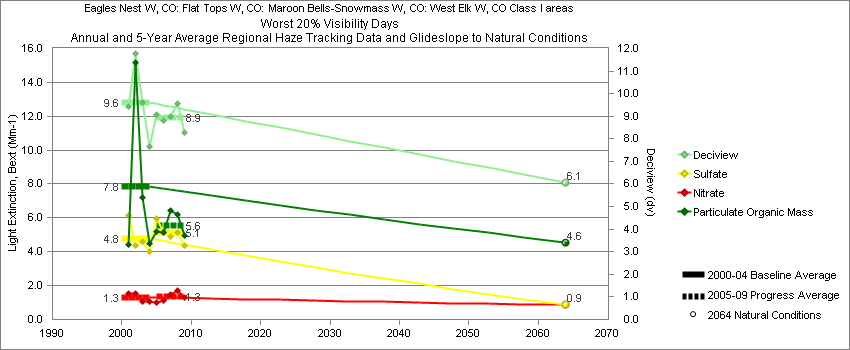 Eagles Nest W, CO: Flat Tops W, CO: Maroon Bells-Snowmass W, CO: West Elk W, CO Class I areas
Worst 20% Visibility Days
Annual and 5-Year Average Regional Haze Tracking Data and Glideslope to Natural Conditions
16.0
14.0
12.0
10.0
8.0
6.0
4.0
2.0
0.0
Light Extinction, Bext (Mm-1)
9.6
8.9
7.8
5.6
5.1
4.8
1.3
1.3
6.1
4.6
0.9
12.0
11.0
10.0
9.0
8.0
7.0
6.0
5.0
4.0
3.0
2.0
1.0
0.0
Deciview (dv)
1990 2000 2010 2020 2030 2040 2050 2060 2070
Deciview
Sulfate
Nitrate
Particulate Organic Mass
2000-04 Baseline Average
2005-09 Progress Average
2064 Natural Conditions